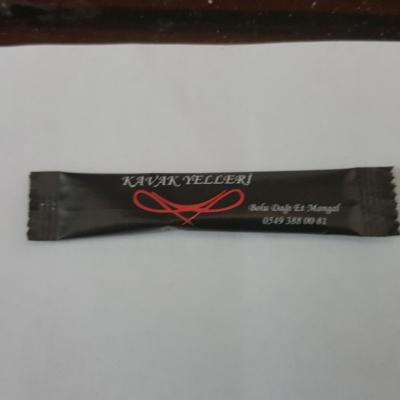 KAVAK YELLERİ
Bolu Dağı Et Mangal
0549 388 00 81